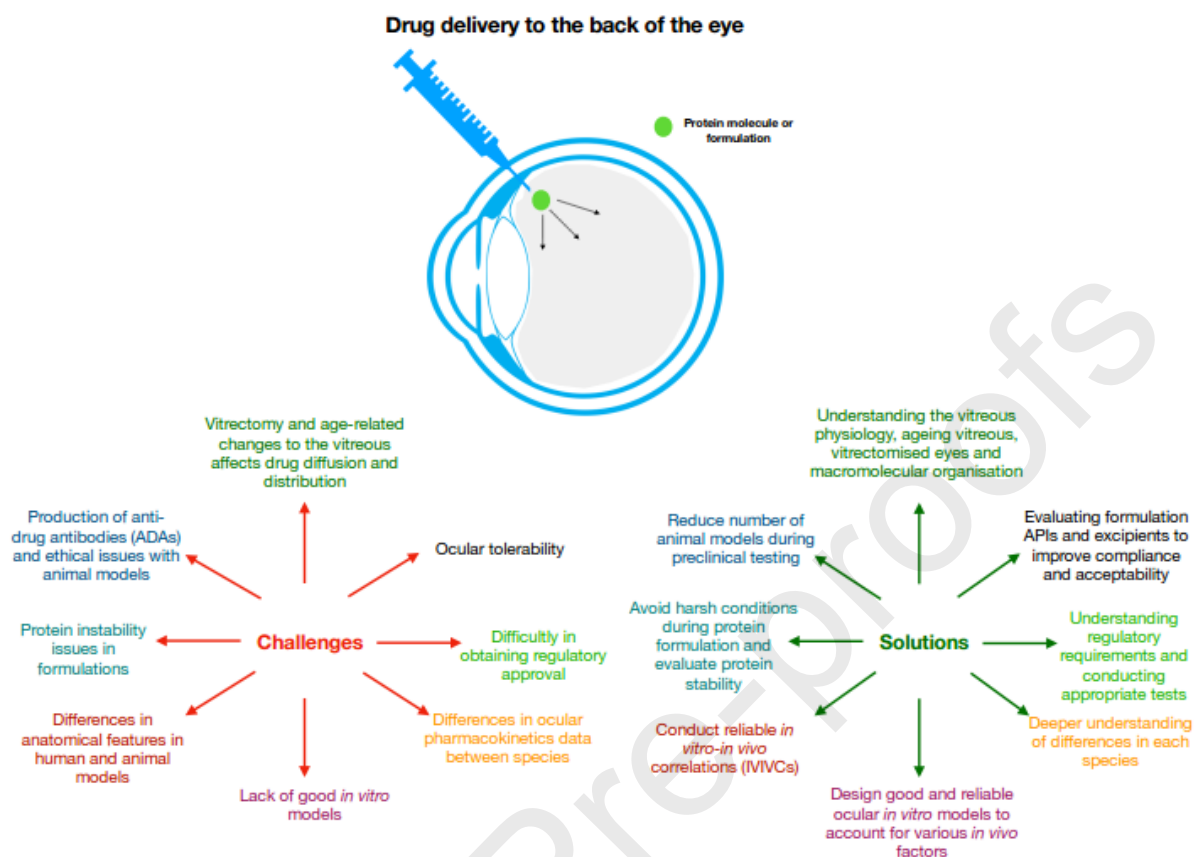 Drug delivery to the back of the eye
Protein molecule or
formulation
Vitrectomy and age-related
changes to the vitreous
affects drug diffusion and
distribution
Production of anti-
drug antibodies (ADAs)
and ethical issues with
animal models
Ocular tolerability
Protein instability
issues in
formulations
Challenges
Difficultly in
obtaining regulatory
approval
Differences in
anatomical features in
human and animal
models
Differences in ocular
pharmacokinetics data
between species
Lack of good in vitro
models
Understanding the vitreous
physiology, ageing vitreous,
vitrectomised eyes and
macromolecular organisation
Reduce number of
animal models during
preclinical testing
Evaluating formulation
APIs and excipients to
improve compliance
and acceptability
Avoid harsh conditions
during protein
formulation and
evaluate protein
stability
Solutions
Understanding
regulatory
requirements and
conducting
appropriate tests
Conduct reliable in
vitro-in vivo
correlations (IVIVCs)
Deeper understanding
of differences in each
species
Design good and reliable
ocular in vitro models to
account for various in vivo
factors
Pre-proofs